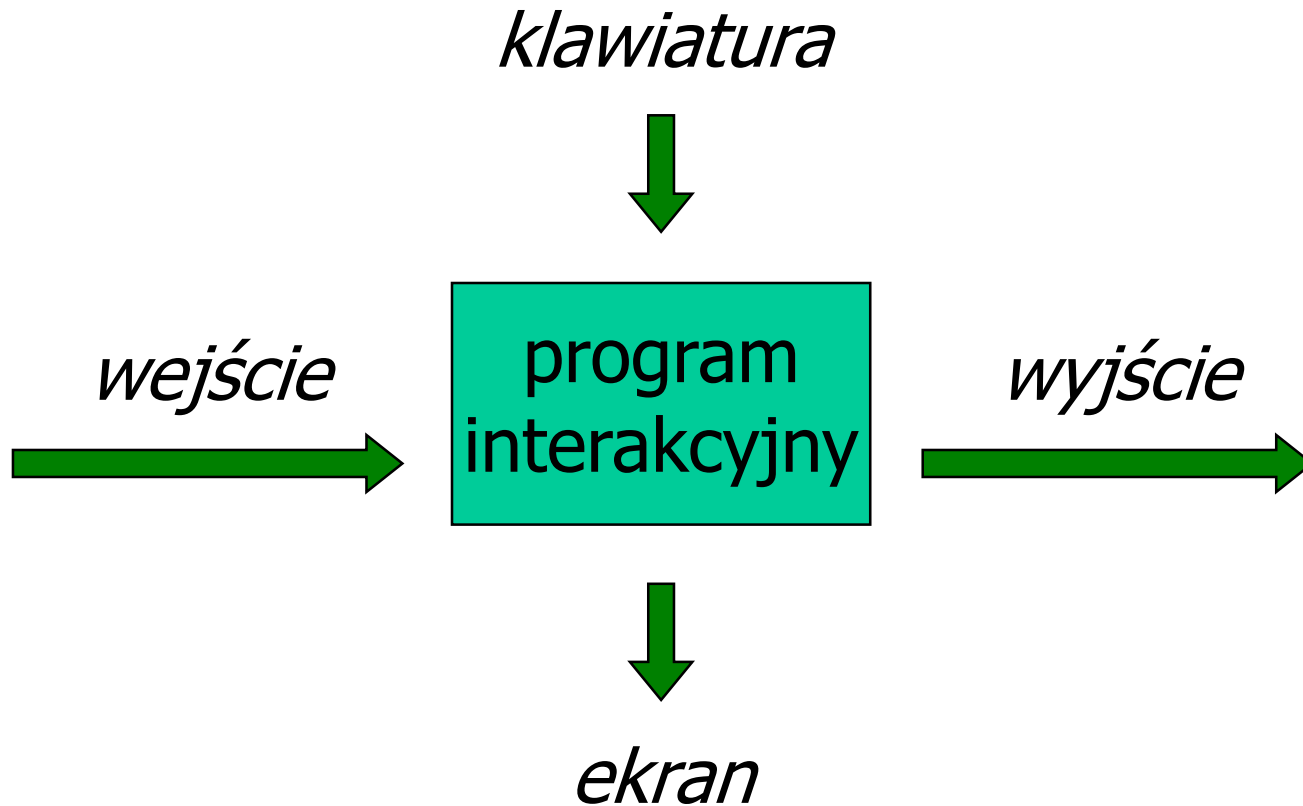 klawiatura
wejście
program
interakcyjny
wyjście
ekran